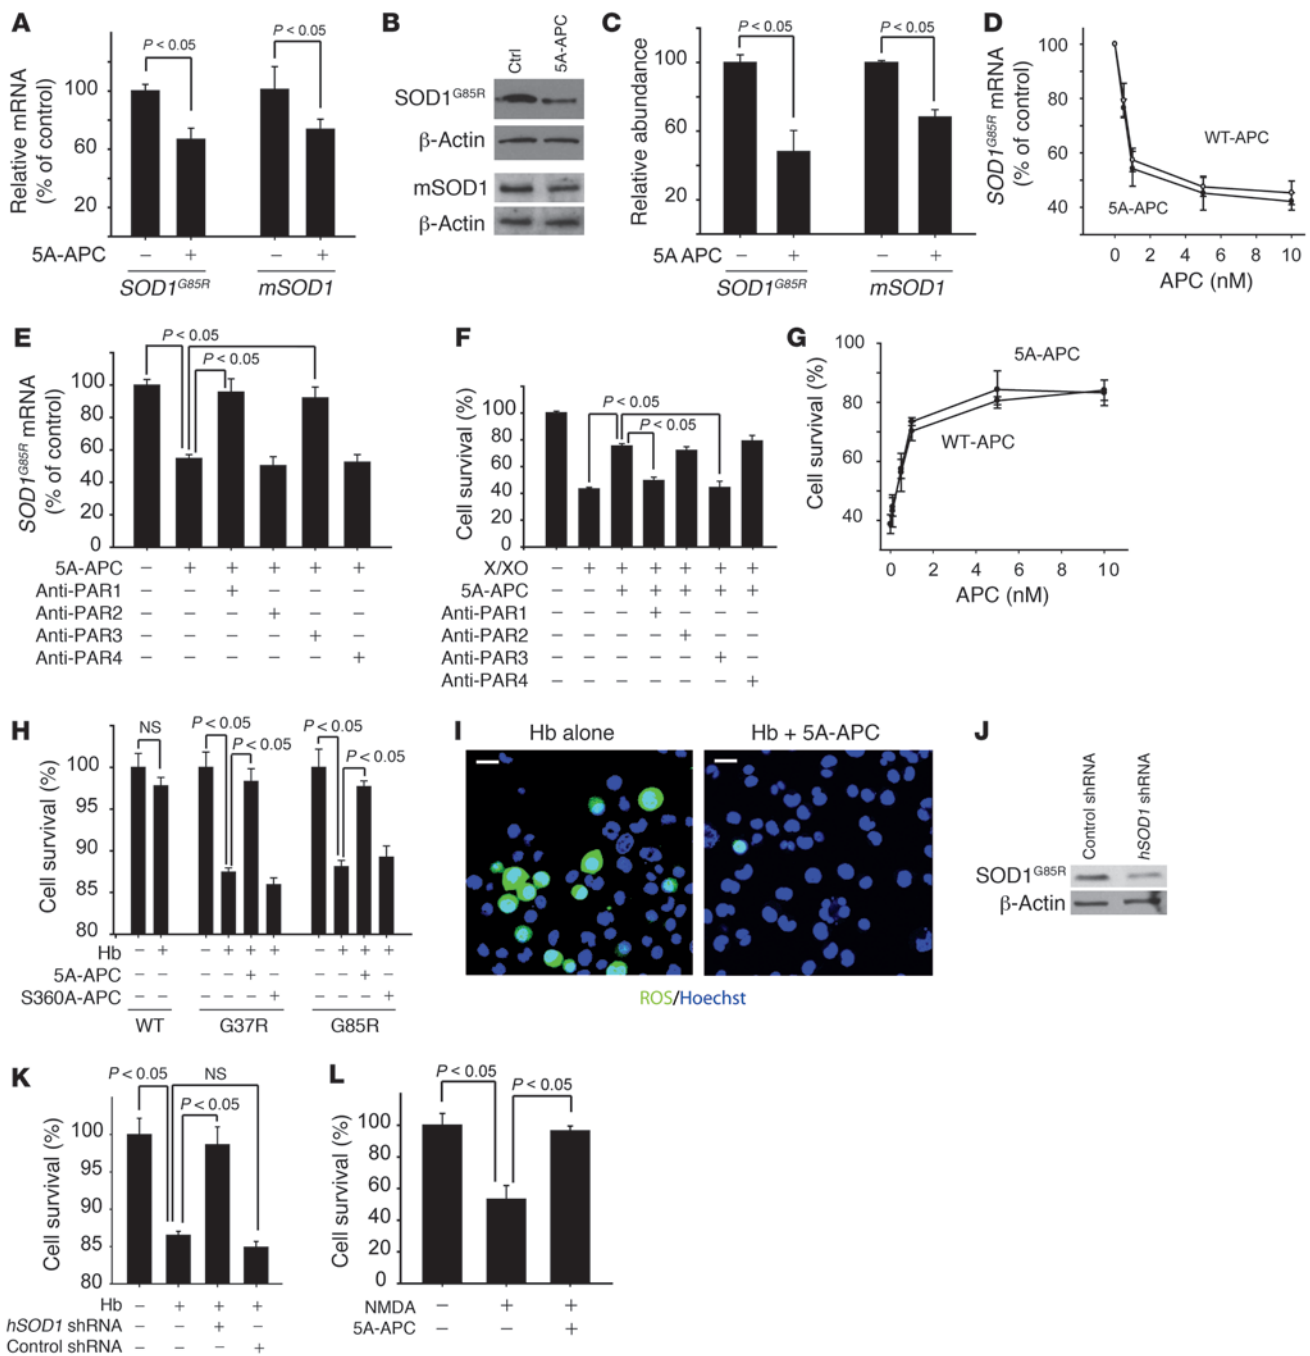 A
Relative mRNA
(% of control)
100
60
20
P < 0.05
P < 0.05
5A-APC
– + – +
SOD1G85R
mSOD1
B
Ctrl
5A-APC
SOD1G85R
β-Actin
mSOD1
β-Actin
C
Relative abundance
100
60
20
P < 0.05
P < 0.05
5A APC
– + – +
SOD1G85R
mSOD1
D
SOD1G85R mRNA
(% of control)
100
80
60
40
WT-APC
5A-APC
0 2 4 6 8 10
APC (nM)
E
SOD1G85R mRNA
(% of control)
100
80
60
40
20
0
P < 0.05
P < 0.05
5A-APC – + + + + +
Anti-PAR1 – – + – – –
Anti-PAR2 – – – + – –
Anti-PAR3 – – – – + –
Anti-PAR4 – – – – – +
F
Cell survival (%)
100
80
60
40
20
0
P < 0.05
P < 0.05
X/XO – + + + + + +
5A-APC – – + + + + +
Anti-PAR1 – – – + – – –
Anti-PAR2 – – – – + – –
Anti-PAR3 – – – – – + –
Anti-PAR4 – – – – – – +
G
Cell survival (%)
100
80
60
40
5A-APC
WT-APC
0 2 4 6 8 10
APC (nM)
H
Cell survival (%)
100
95
90
85
80
NS
P < 0.05
P < 0.05
P < 0.05
P < 0.05
Hb – + – + + + – + + +
5A-APC – – – – + – – – + –
S360A-APC – – – – – + – – – +
WT
G37R
G85R
I
Hb alone
Hb + 5A-APC
ROS/Hoechst
J
Control shRNA
hSOD1 shRNA
SOD1G85R
β-Actin
K
Cell survival (%)
100
95
90
85
80
P < 0.05
NS
P < 0.05
Hb – + + +
hSOD1 shRNA – – + –
Control shRNA – – – +
L
Cell survival (%)
100
80
60
40
20
0
P < 0.05
P < 0.05
NMDA – + +
5A-APC – – +